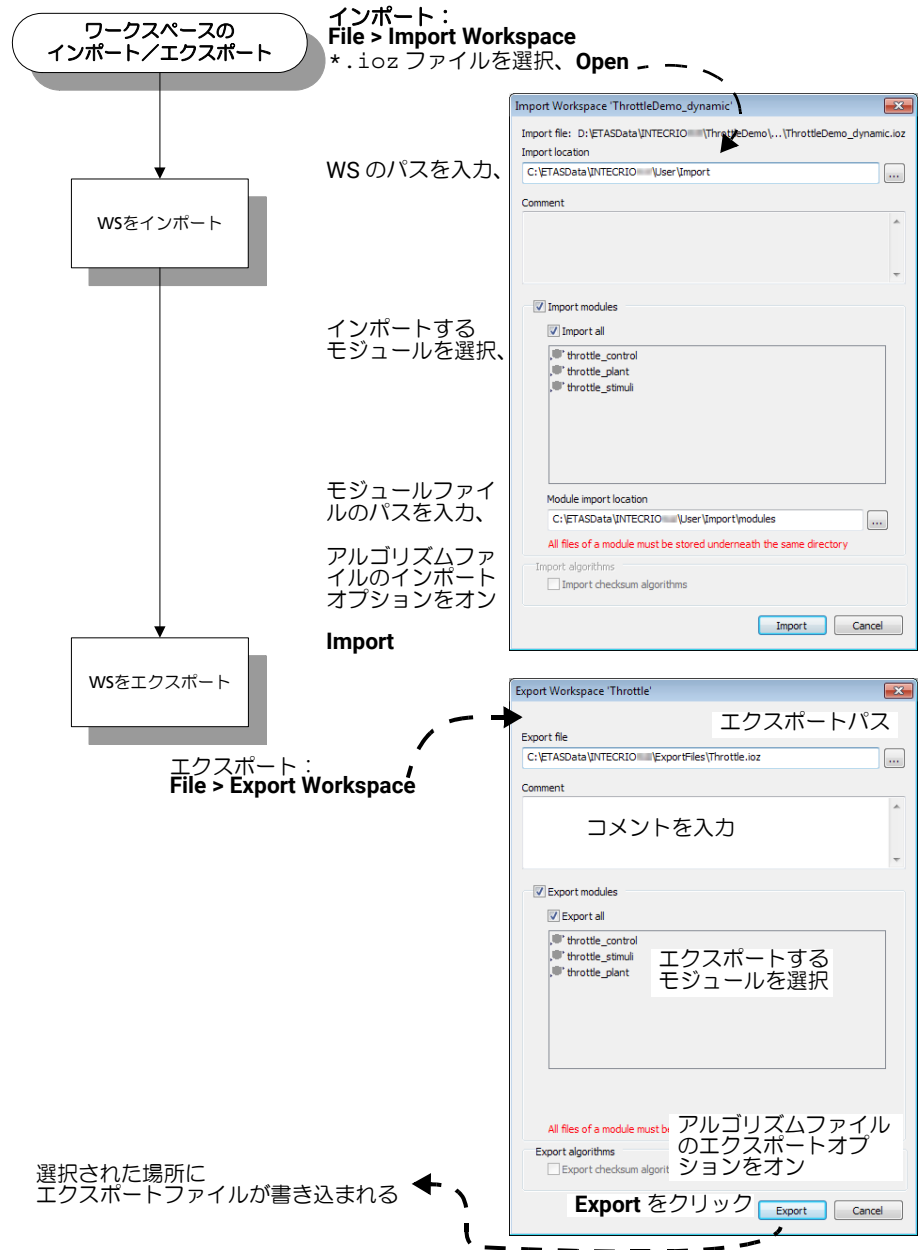 ワークスペースの
インポート／エクスポート
インポート：
File > Import Workspace
*.ioz ファイルを選択、Open
WSをインポート
WS のパスを入力、
インポートする
モジュールを選択、
モジュールファイ
ルのパスを入力、
アルゴリズムファ
イルのインポート
オプションをオン
Import
Import Workspace 'ThrottleDemo_dynamic'
Import file: D:\ETASData\INTECRIO \ThrottleDemo\...\ThrottleDemo_dynamic.ioz
Import location
C:\ETASData\INTECRIO \User\Import
...
Comment
Import modules
Import all
throttle_control
throttle_plant
throttle_stimuli
Module import location
C:\ETASData\INTECRIO \User\Import\modules
...
All files of a module must be stored underneath the same directory
Import algorithms
Import checksum algorithms
Import Cancel
WSをエクスポート
エクスポート：
File > Export Workspace
Export Workspace 'Throttle'
エクスポートパス
Export file
C:\ETASData\INTECRIO \ExportFiles\Throttle.ioz
...
Comment
コメントを入力
Export modules
Export all
throttle_control
throttle_stimuli
throttle_plant
エクスポートする
モジュールを選択
All files of a module must be
アルゴリズムファイル
のエクスポートオプ
ションをオン
Export algorithms
Export checksum algorit
Export をクリック
Export Cancel
選択された場所に
エクスポートファイルが書き込まれる